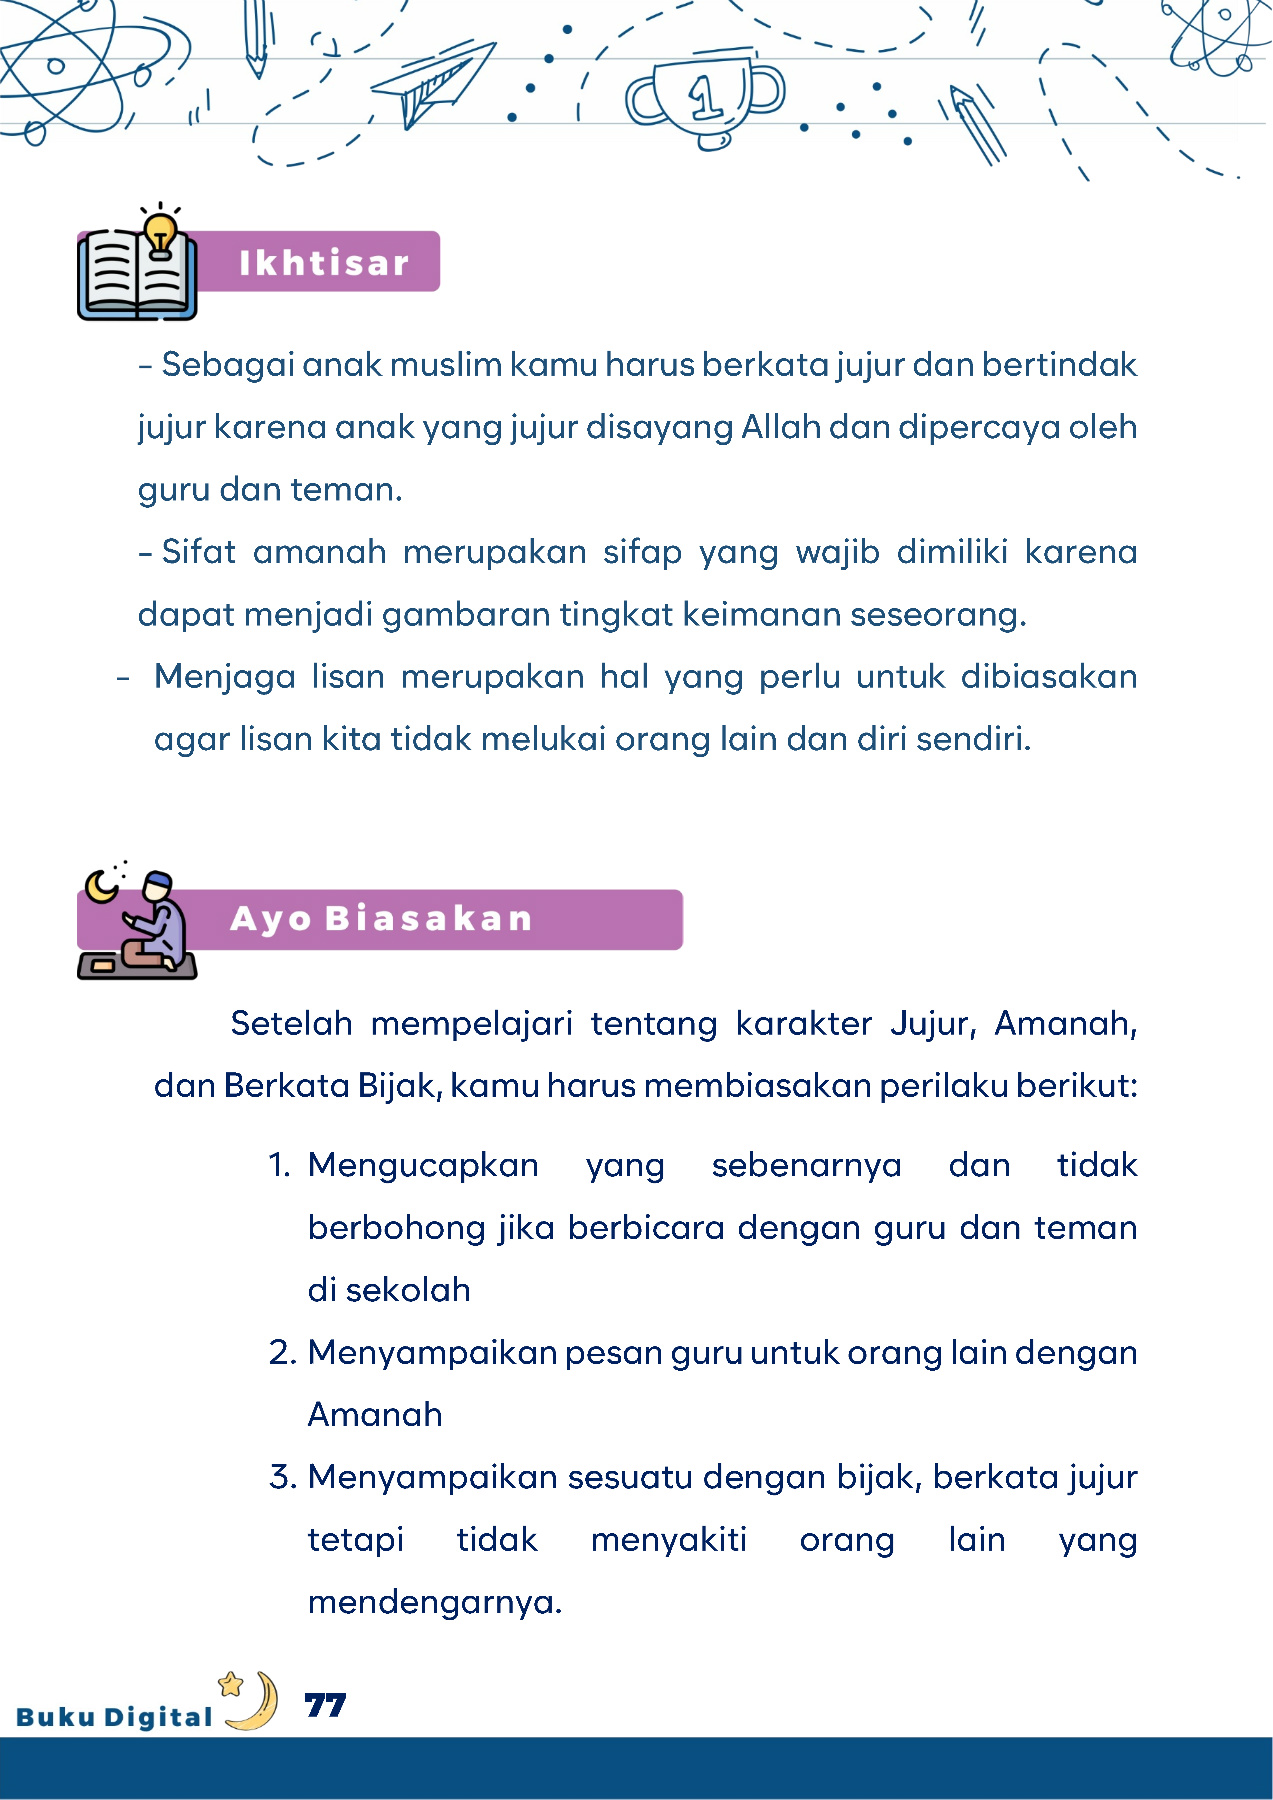 1
Ikhtisar
- Sebagai anak muslim kamu harus berkata jujur dan bertindak
jujur karena anak yang jujur disayang Allah dan dipercaya oleh
guru dan teman.
- Sifat amanah merupakan sifap yang wajib dimiliki karena
dapat menjadi gambaran tingkat keimanan seseorang.
- Menjaga lisan merupakan hal yang perlu untuk dibiasakan
agar lisan kita tidak melukai orang lain dan diri sendiri.
Ayo Biasakan
Setelah mempelajari tentang karakter Jujur, Amanah,
dan Berkata Bijak, kamu harus membiasakan perilaku berikut:
1. Mengucapkan yang sebenarnya dan tidak
berbohong jika berbicara dengan guru dan teman
di sekolah
2. Menyampaikan pesan guru untuk orang lain dengan
Amanah
3. Menyampaikan sesuatu dengan bijak, berkata jujur
tetapi tidak menyakiti orang lain yang
mendengarnya.
Buku Digital 77